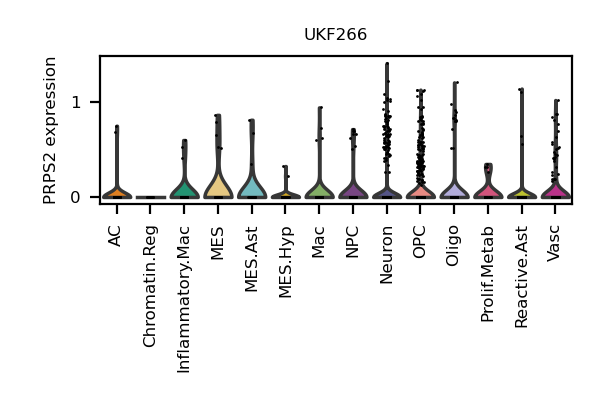 UKF266
PRPS2 expression
1
0
AC
Chromatin.Reg
Inflammatory.Mac
MES
MES.Ast
MES.Hyp
Mac
NPC
Neuron
OPC
Oligo
Prolif.Metab
Reactive.Ast
Vasc